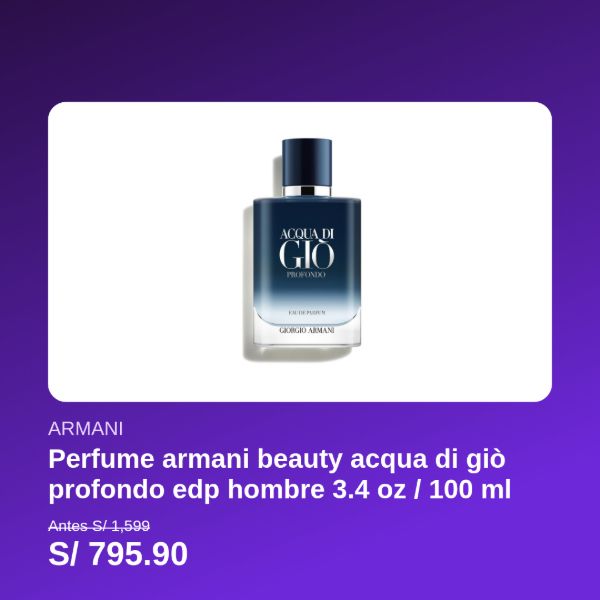 ACQUA DI
GIÒ
PROFONDO
EAU DE PARFUM
GIORGIO ARMANI
ARMANI
Perfume armani beauty acqua di giò
profondo edp hombre 3.4 oz / 100 ml
Antes S/ 1,599
S/ 795.90